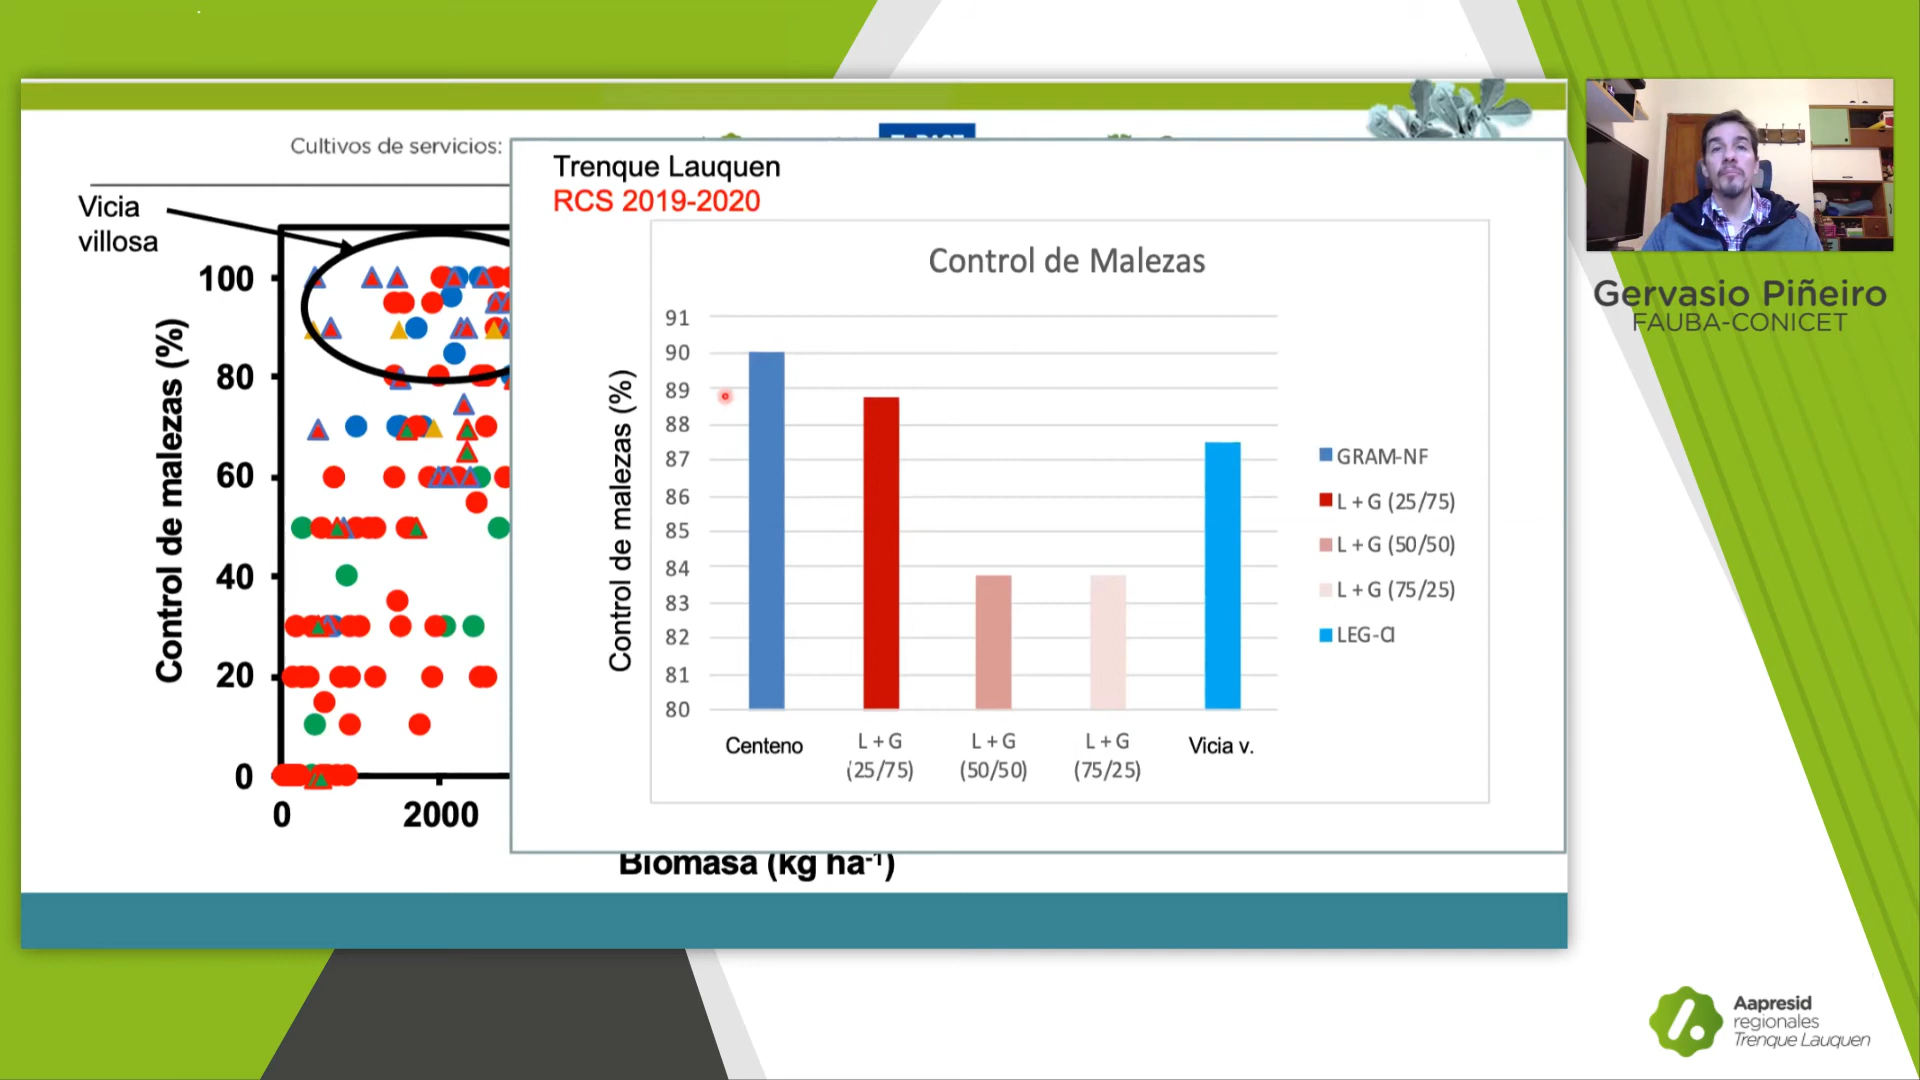 Cultivos de servicios:
Vicia
villosa
Control de malezas (%)
100
80
60
40
20
0
0
2000
Biomasa (kg ha-1)
Trenque Lauquen
RCS 2019-2020
Control de Malezas
Control de malezas (%)
91
90
89
88
87
86
85
84
83
82
81
80
Centeno
L + G
(25/75)
L + G
(50/50)
L + G
(75/25)
Vicia v.
GRAM-NF
L + G (25/75)
L + G (50/50)
L + G (75/25)
LEG-CI
Gervasio Piñeiro
FAUBA-CONICET
Aapresid
regionales
Trenque Lauquen